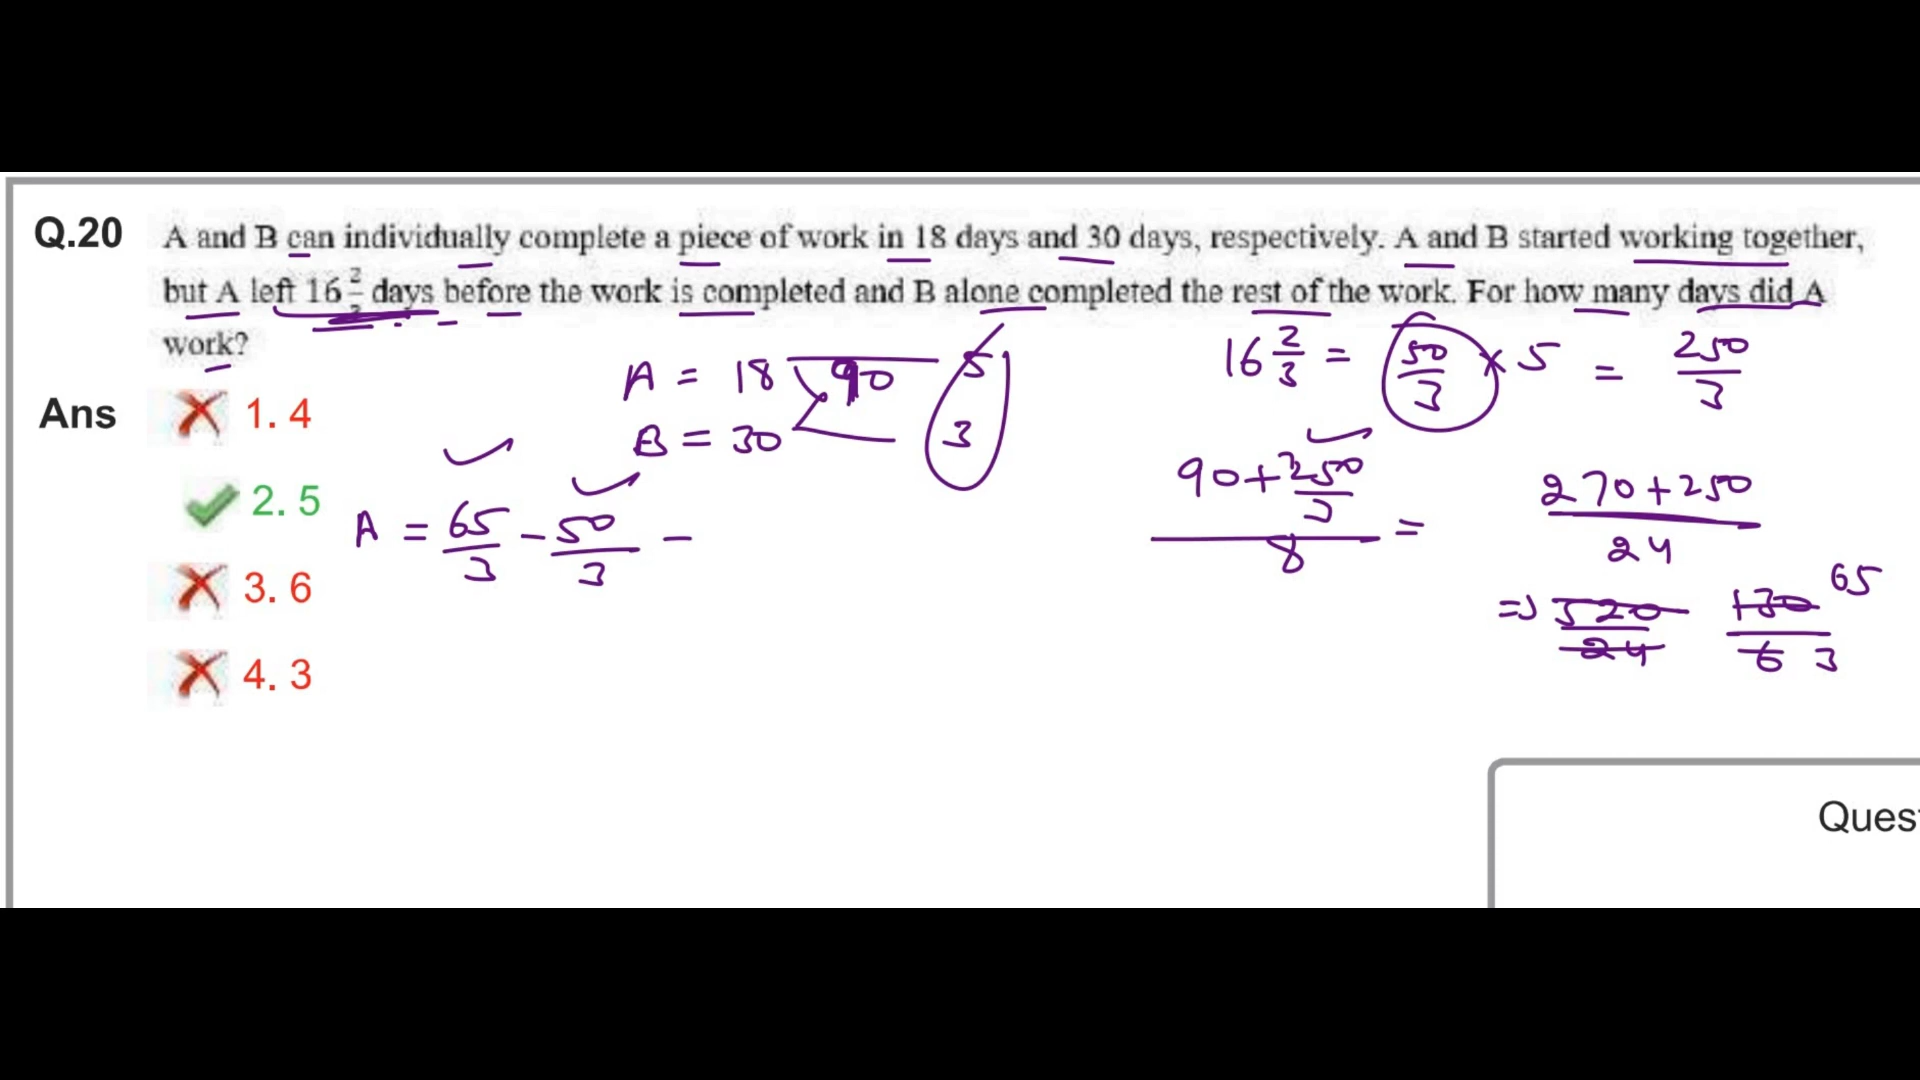 Q.20 A and B can individually complete a piece of work in 18 days and 30 days, respectively. A and B started working together,
but A left 16 2/3 days before the work is completed and B alone completed the rest of the work. For how many days did A
work?
A = 18 90 5
B = 30 3
16 2/3 = 50/3 × 5 = 250/3
Ans
1. 4
2. 5
3. 6
4. 3
A = 65/3 - 50/3 -
90 + 250/3
8 =
270 + 250
24
=> 520/24 130/6 65/3
Ques